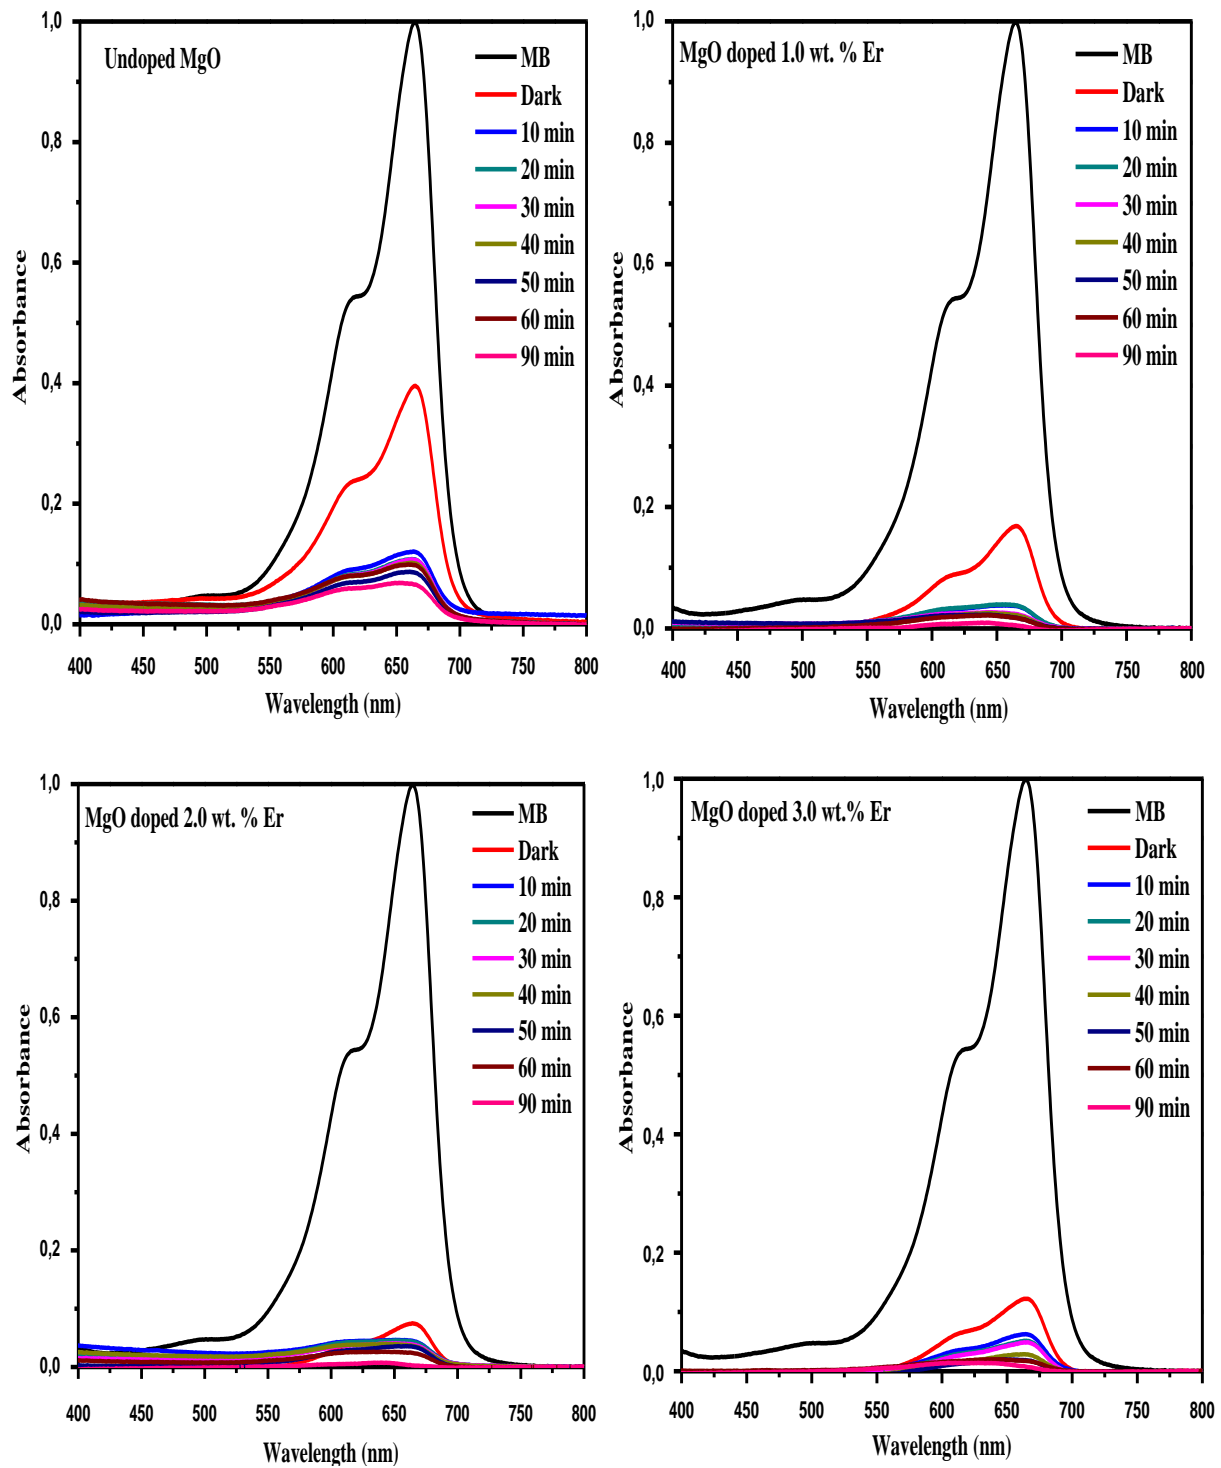 Undoped MgO
MB
Dark
10 min
20 min
30 min
40 min
50 min
60 min
90 min
1,0
0,8
0,6
0,4
0,2
0,0
Absorbance
400 450 500 550 600 650 700 750 800
Wavelength (nm)
MgO doped 1.0 wt. % Er
MB
Dark
10 min
20 min
30 min
40 min
50 min
60 min
90 min
1,0
0,8
0,6
0,4
0,2
0,0
Absorbance
400 450 500 550 600 650 700 750 800
Wavelength (nm)
MgO doped 2.0 wt. % Er
MB
Dark
10 min
20 min
30 min
40 min
50 min
60 min
90 min
1,0
0,8
0,6
0,4
0,2
0,0
Absorbance
400 450 500 550 600 650 700 750 800
Wavelength (nm)
MgO doped 3.0 wt.% Er
MB
Dark
10 min
20 min
30 min
40 min
50 min
60 min
90 min
1,0
0,8
0,6
0,4
0,2
0,0
Absorbance
400 450 500 550 600 650 700 750 800
Wavelength (nm)